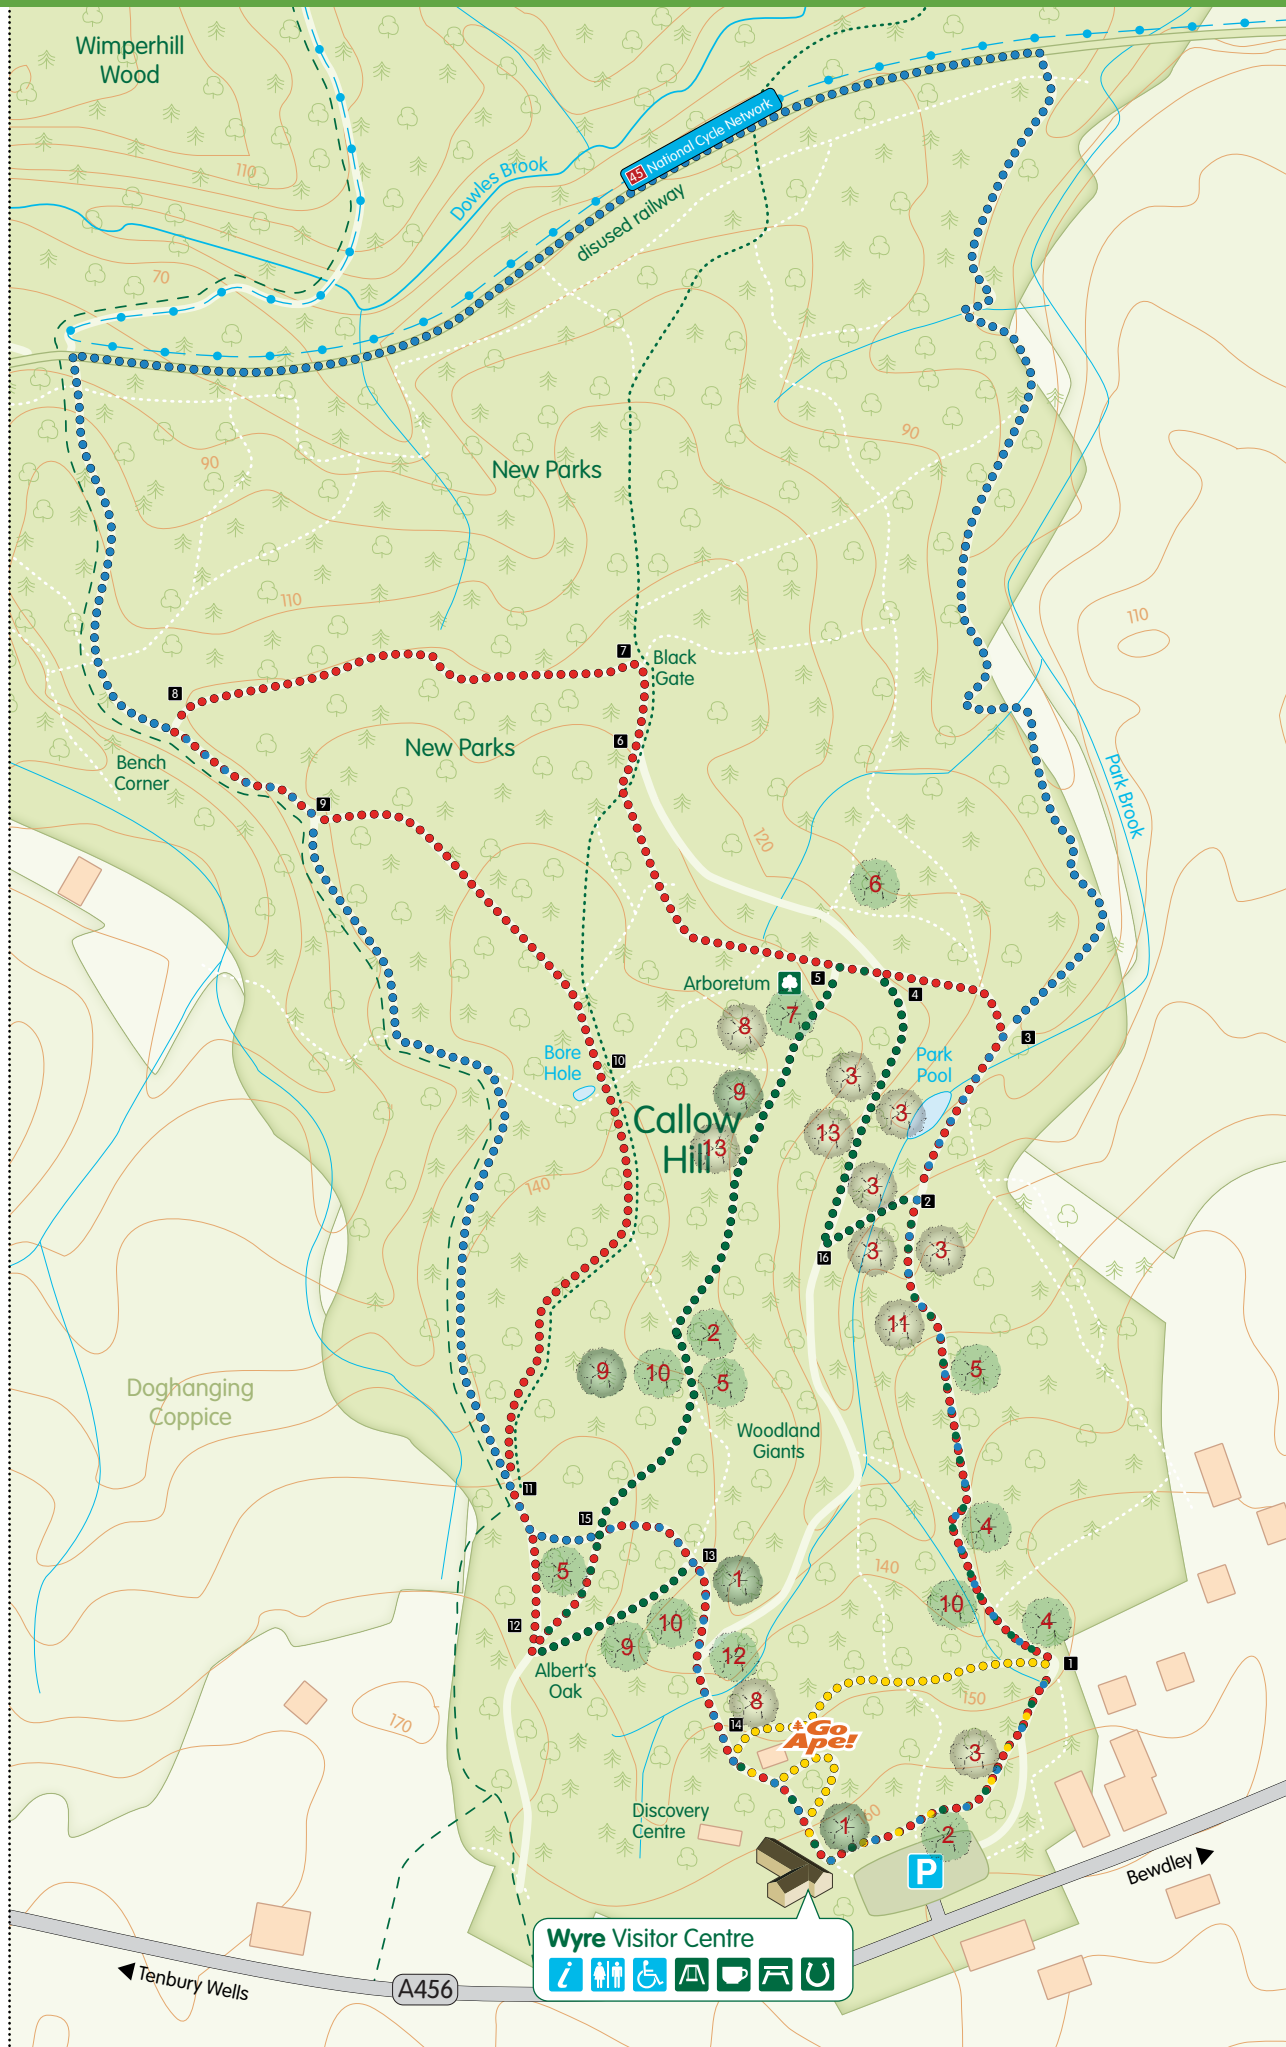 Wimperhill
Wood
110
Dowles Brook
45 National Cycle Network
disused railway
70
90
New Parks
90
110
110
7
Black
Gate
8
6
New Parks
Bench
Corner
9
Park Brook
120
6
Arboretum
5
4
7
8
3
Bore
Hole
10
Park
Pool
3
9
3
Callow
Hill
13
13
3
140
2
16
3
3
11
2
9
10
5
5
Doghanging
Coppice
Woodland
Giants
11
15
4
13
140
5
1
10
12
10
4
9
12
1
Albert's
Oak
150
8
170
14
Go
Ape!
3
Discovery
Centre
1
60
2
P
Bewdley
Wyre Visitor Centre
i
Tenbury Wells
A456